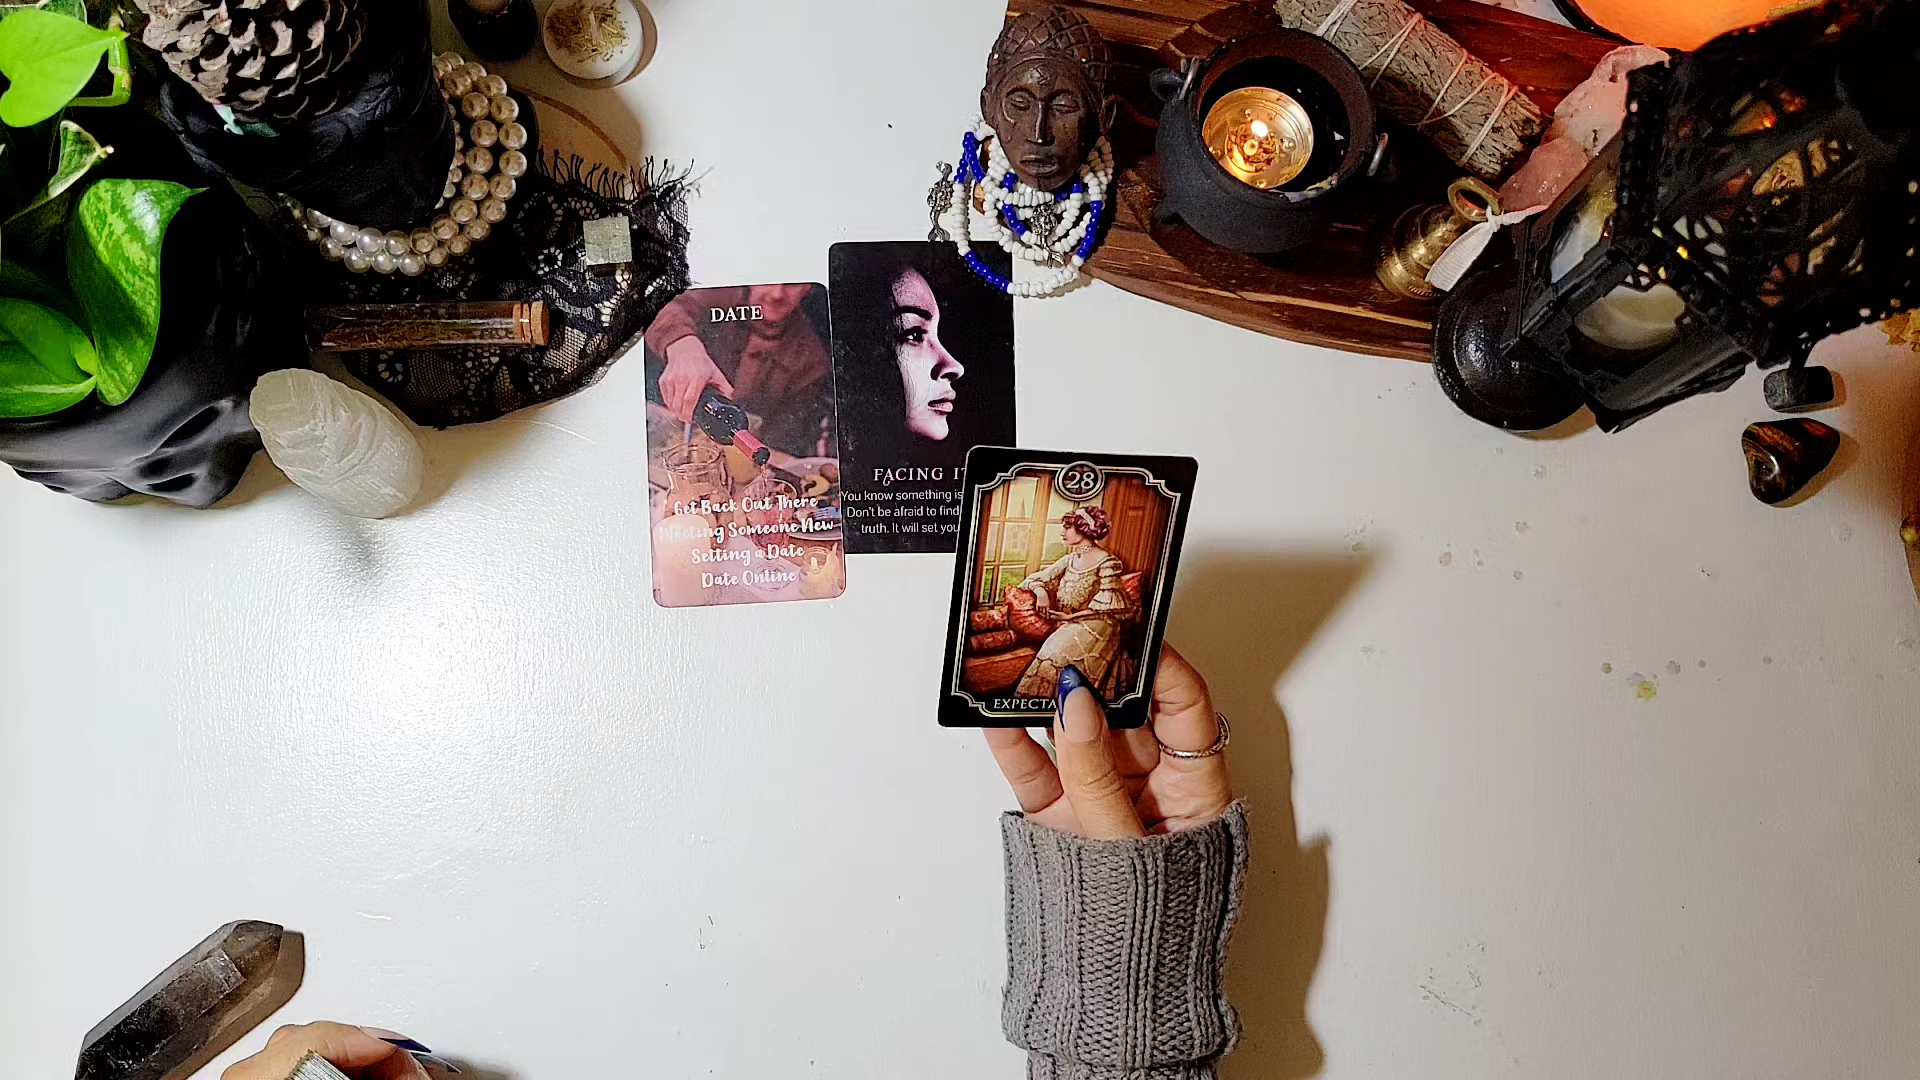 DATE
Get Back Out There
Meeting Someone New
Setting a Date
Date Online
FACING IT
You know something is
Don't be afraid to find
truth. It will set you
28
EXPECTA